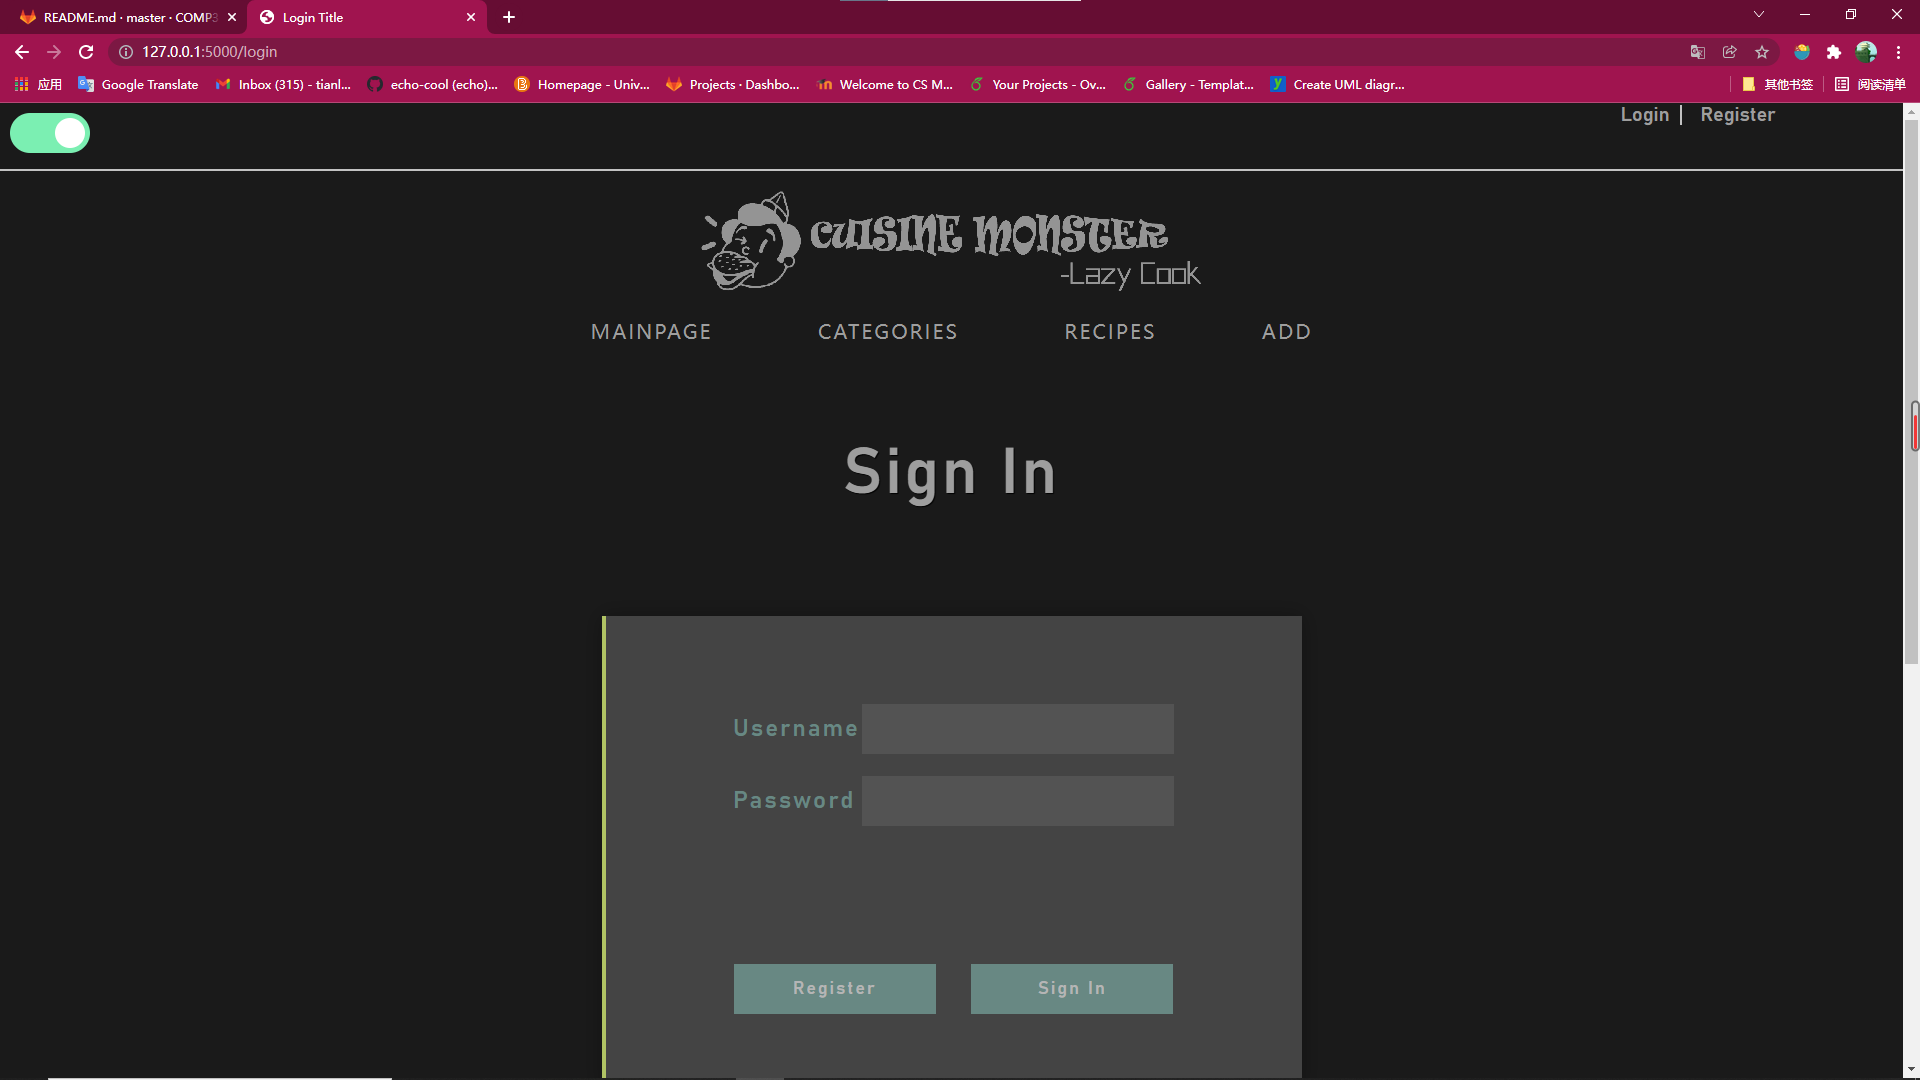 README.md · master · COMP3
Login Title
127.0.0.1:5000/login
应用
Google Translate
Inbox (315) - tianl...
echo-cool (echo)...
Homepage - Univ...
Projects · Dashbo...
Welcome to CS M...
Your Projects - Ov...
Gallery - Templat...
Create UML diagr...
其他书签
阅读清单
Login | Register
CUISINE MONSTER
-Lazy Cook
MAINPAGE
CATEGORIES
RECIPES
ADD
Sign In
Username
Password
Register
Sign In